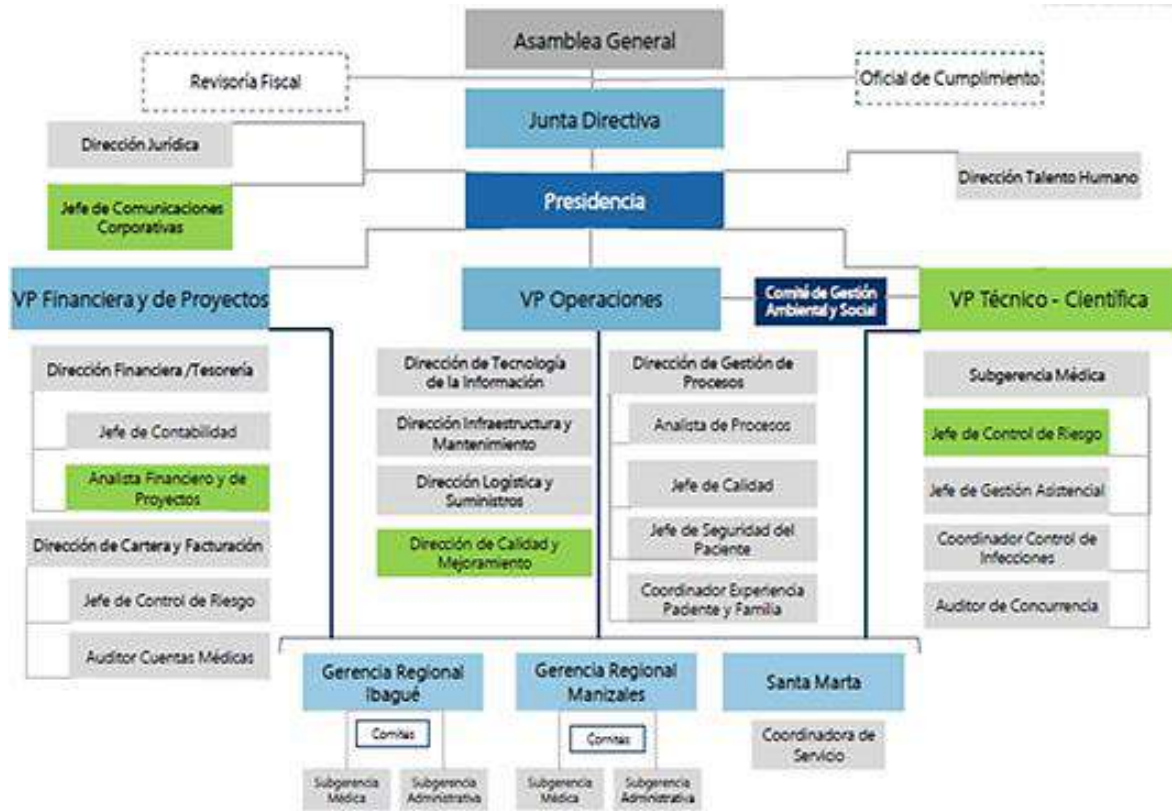 Asamblea General
Revisoría Fiscal
Oficial de Cumplimiento
Junta Directiva
Dirección Jurídica
Dirección Talento Humano
Presidencia
Jefe de Comunicaciones
Corporativas
VP Financiera y de Proyectos
VP Operaciones
Comité de Gestión
Ambiental y Social
VP Técnico - Científica
Dirección Financiera /Tesorería
Jefe de Contabilidad
Analista Financiero y de
Proyectos
Dirección de Cartera y Facturación
Jefe de Control de Riesgo
Auditor Cuentas Médicas
Dirección de Tecnología
de la Información
Dirección Infraestructura y
Mantenimiento
Dirección Logística y
Suministros
Dirección de Calidad y
Mejoramiento
Dirección de Gestión de
Procesos
Analista de Procesos
Jefe de Calidad
Jefe de Seguridad del
Paciente
Coordinador Experiencia
Paciente y Familia
Subgerencia Médica
Jefe de Control de Riesgo
Jefe de Gestión Asistencial
Coordinador Control de
Infecciones
Auditor de Concurrencia
Gerencia Regional
Ibagué
Comites
Subgerencia
Médica
Subgerencia
Administrativa
Gerencia Regional
Manizales
Comites
Subgerencia
Médica
Subgerencia
Administrativa
Santa Marta
Coordinadora de
Servicio